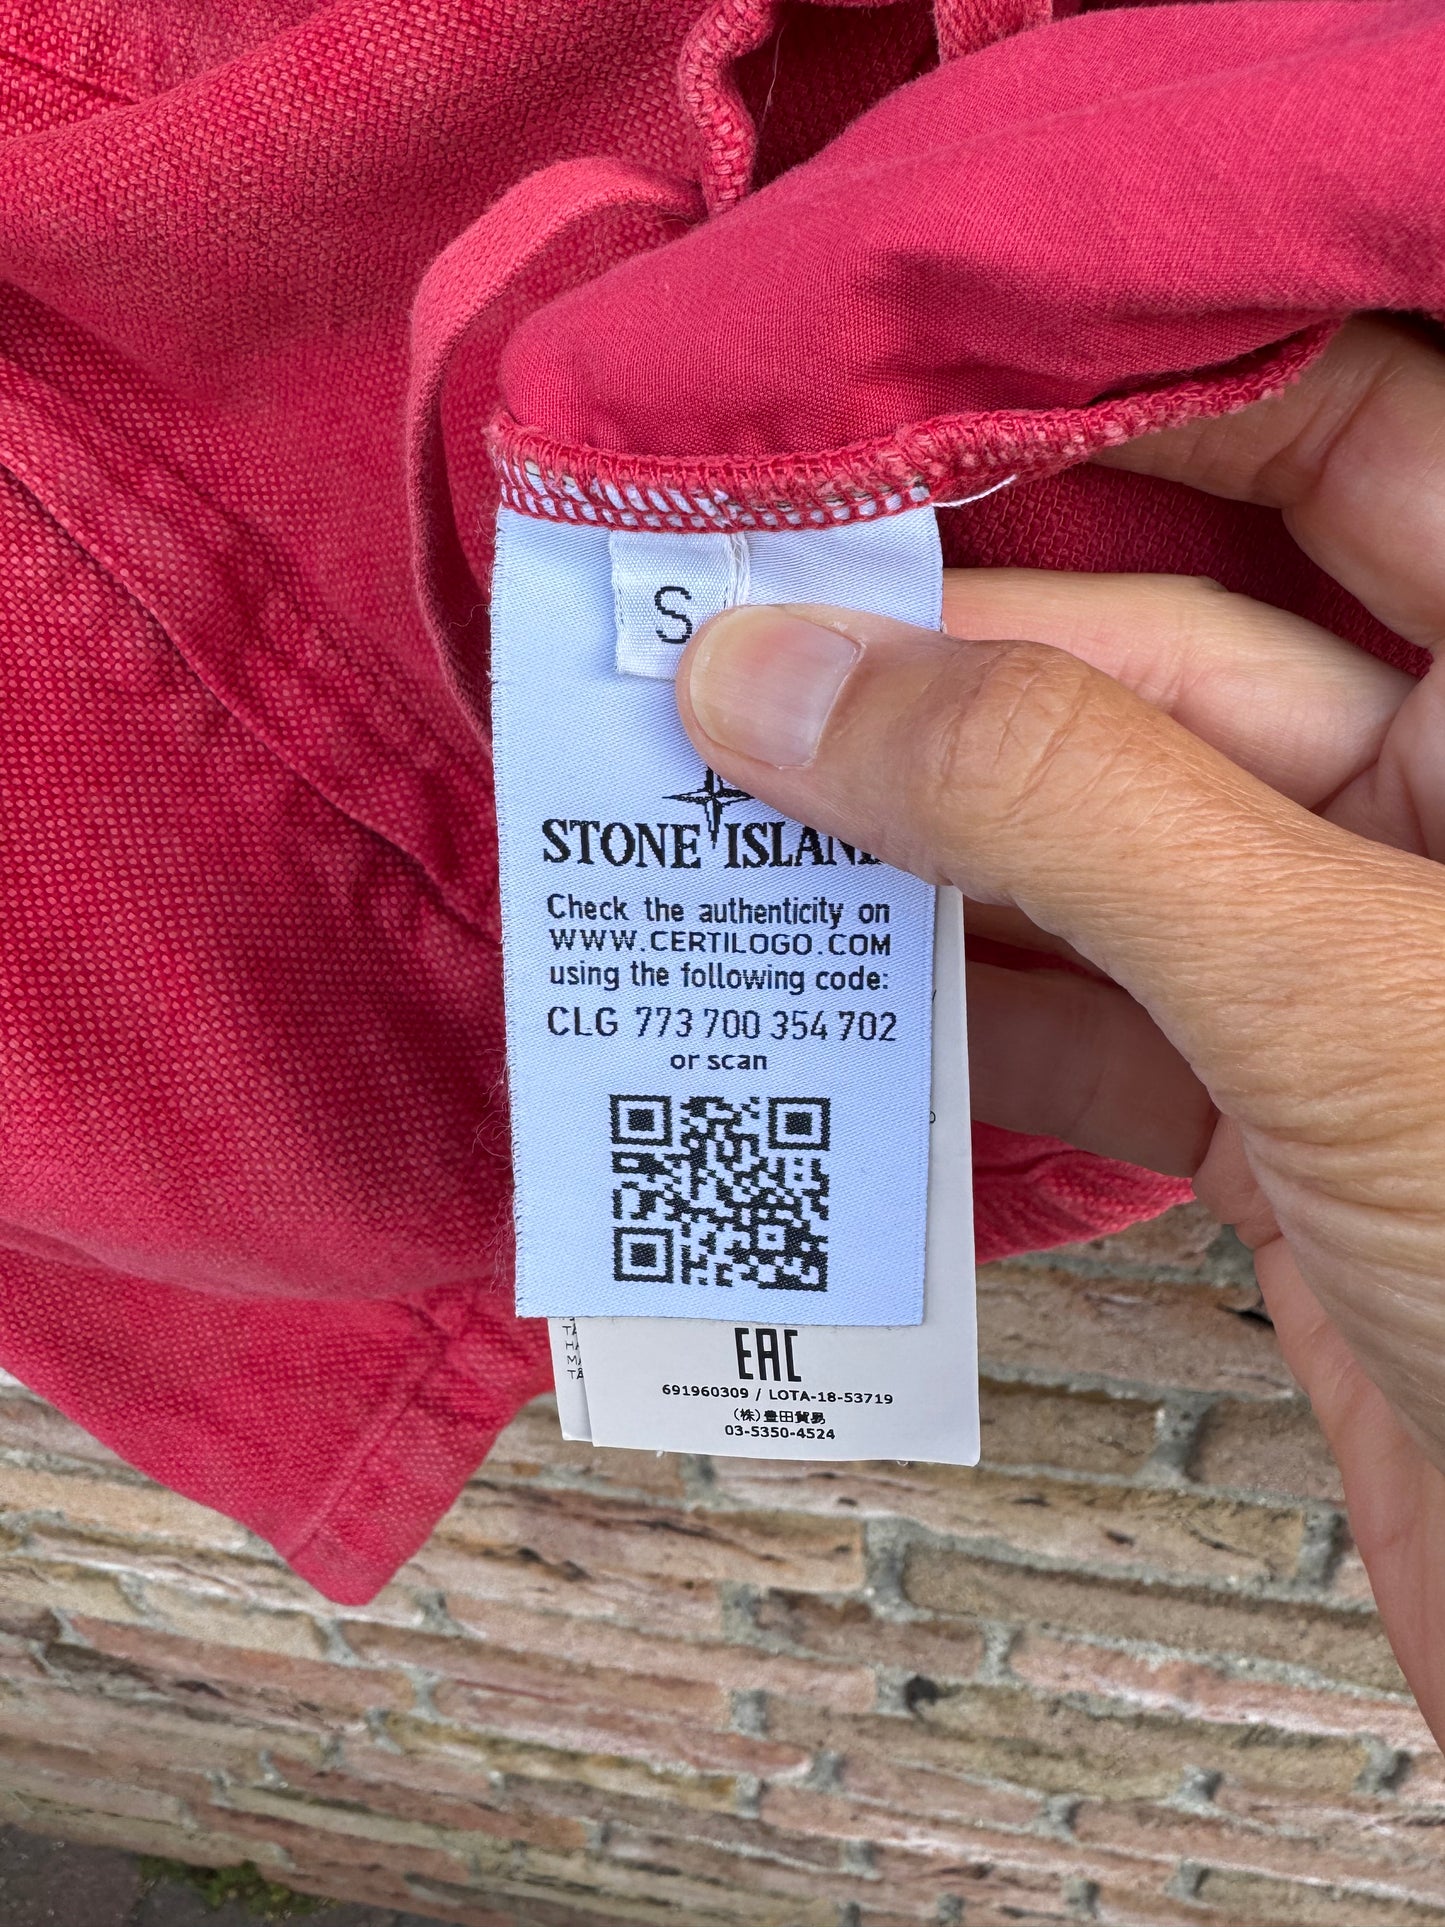 S
STONE ISLAN
Check the authenticity on
WWW.CERTILOGO.COM
using the following code:
CLG 773 700 354 702
or scan
EAC
691960309 / LOTA-18-53719
(株)豊田貿易
03-5350-4524